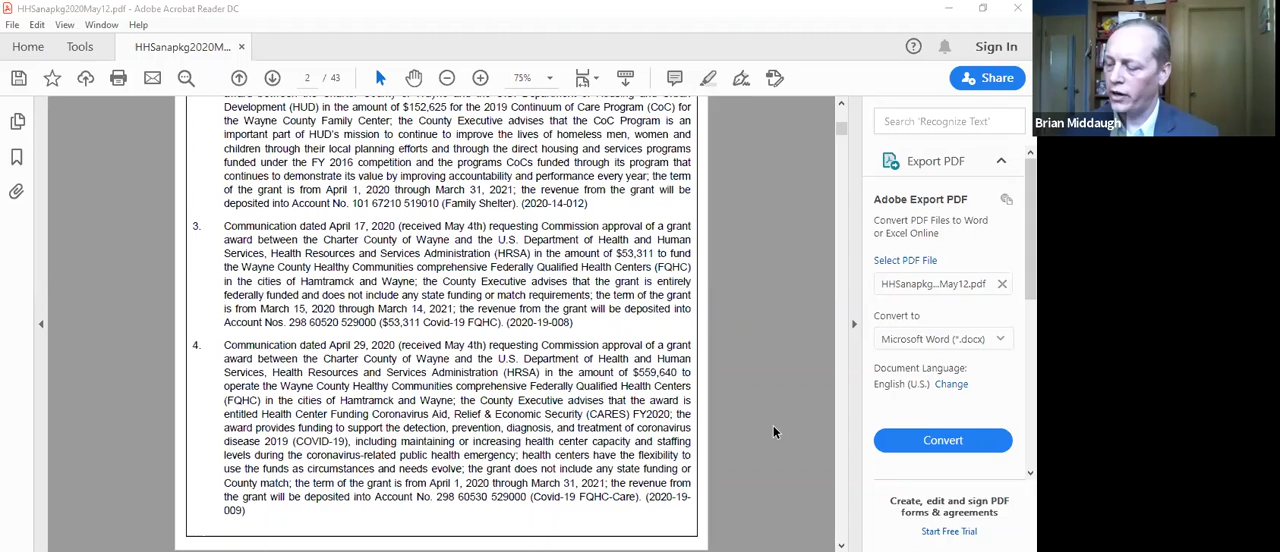 HHSanapkg2020May12.pdf - Adobe Acrobat Reader DC
File Edit View Window Help
Home Tools HHSanapkg2020M... × Sign In
2 / 43 75% Share
Development (HUD) in the amount of $152,625 for the 2019 Continuum of Care Program (CoC) for
the Wayne County Family Center; the County Executive advises that the CoC Program is an
important part of HUD's mission to continue to improve the lives of homeless men, women and
children through their local planning efforts and through the direct housing and services programs
funded under the FY 2016 competition and the programs CoCs funded through its program that
continues to demonstrate its value by improving accountability and performance every year; the term
of the grant is from April 1, 2020 through March 31, 2021; the revenue from the grant will be
deposited into Account No. 101 67210 519010 (Family Shelter). (2020-14-012)
3. Communication dated April 17, 2020 (received May 4th) requesting Commission approval of a grant
award between the Charter County of Wayne and the U.S. Department of Health and Human
Services, Health Resources and Services Administration (HRSA) in the amount of $53,311 to fund
the Wayne County Healthy Communities comprehensive Federally Qualified Health Centers (FQHC)
in the cities of Hamtramck and Wayne; the County Executive advises that the grant is entirely
federally funded and does not include any state funding or match requirements; the term of the grant
is from March 15, 2020 through March 14, 2021; the revenue from the grant will be deposited into
Account Nos. 298 60520 529000 ($53,311 Covid-19 FQHC). (2020-19-008)
4. Communication dated April 29, 2020 (received May 4th) requesting Commission approval of a grant
award between the Charter County of Wayne and the U.S. Department of Health and Human
Services, Health Resources and Services Administration (HRSA) in the amount of $559,640 to
operate the Wayne County Healthy Communities comprehensive Federally Qualified Health Centers
(FQHC) in the cities of Hamtramck and Wayne; the County Executive advises that the award is
entitled Health Center Funding Coronavirus Aid, Relief & Economic Security (CARES) FY2020; the
award provides funding to support the detection, prevention, diagnosis, and treatment of coronavirus
disease 2019 (COVID-19), including maintaining or increasing health center capacity and staffing
levels during the coronavirus-related public health emergency; health centers have the flexibility to
use the funds as circumstances and needs evolve; the grant does not include any state funding or
County match; the term of the grant is from April 1, 2020 through March 31, 2021; the revenue from
the grant will be deposited into Account No. 298 60530 529000 (Covid-19 FQHC-Care). (2020-19-
009)
Search 'Recognize Text'
Export PDF
Adobe Export PDF
Convert PDF Files to Word
or Excel Online
Select PDF File
HHSanapkg...May12.pdf
Convert to
Microsoft Word (*.docx)
Document Language:
English (U.S.) Change
Convert
Create, edit and sign PDF
forms & agreements
Start Free Trial
Brian Middaugh